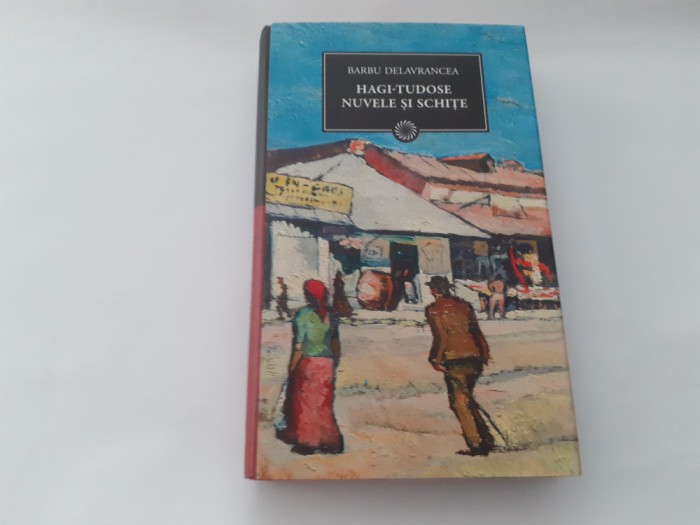 BARBU DELAVRANCEA
HAGI-TUDOSE
NUVELE ȘI SCHIȚE